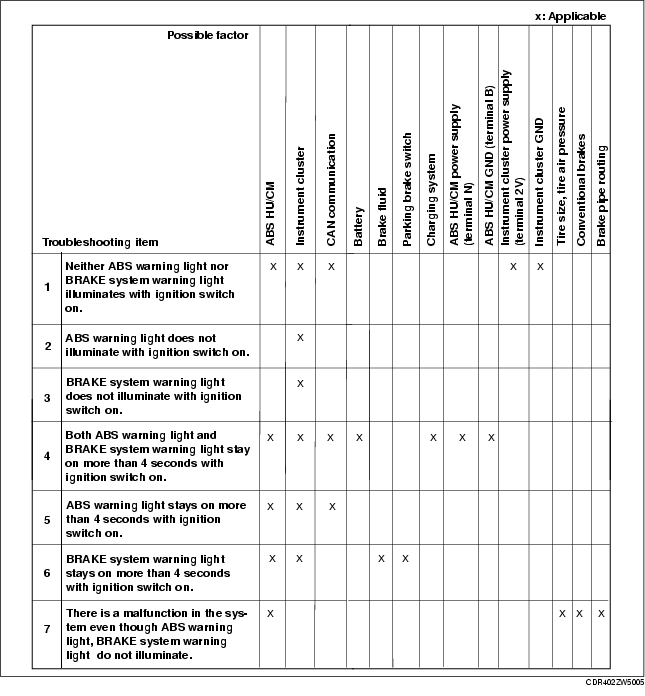 x: Applicable
Possible factor
Troubleshooting item
ABS HU/CM
Instrument cluster
CAN communication
Battery
Brake fluid
Parking brake switch
Charging system
ABS HU/CM power supply
(terminal N)
ABS HU/CM GND (terminal B)
Instrument cluster power supply
(terminal 2V)
Instrument cluster GND
Tire size, tire air pressure
Conventional brakes
Brake pipe routing
1 Neither ABS warning light nor
BRAKE system warning light
illuminates with ignition switch
on.
x x x x x
2 ABS warning light does not
illuminate with ignition switch on.
x
3 BRAKE system warning light
does not illuminate with ignition
switch on.
x
4 Both ABS warning light and
BRAKE system warning light stay
on more than 4 seconds with
ignition switch on.
x x x x x x x
5 ABS warning light stays on more
than 4 seconds with ignition
switch on.
x x x
6 BRAKE system warning light
stays on more than 4 seconds
with ignition switch on.
x x x x
7 There is a malfunction in the sys-
tem even though ABS warning
light, BRAKE system warning
light do not illuminate.
x x x x
CDR402ZW5005